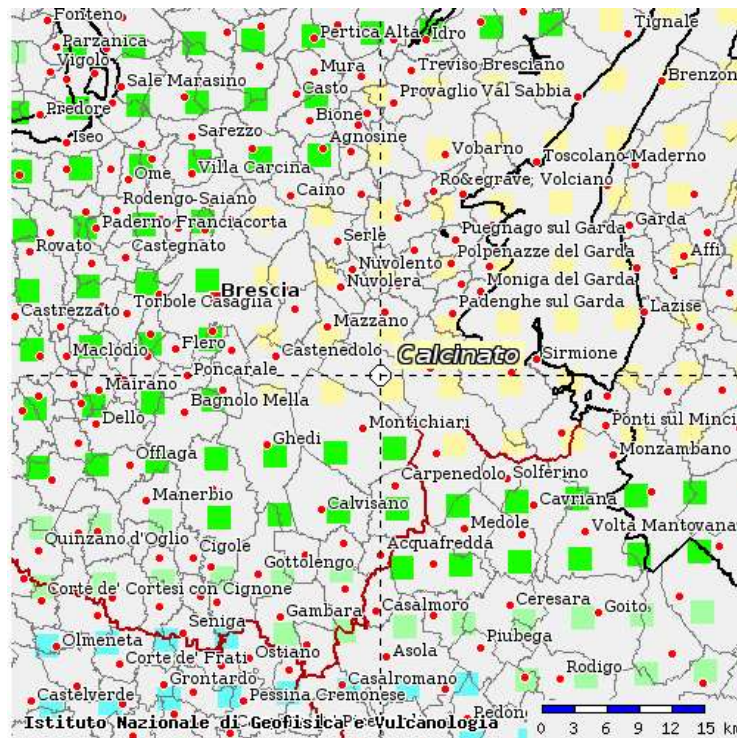 Fonteno
Pertica Alta
Idro
Tignale
Parzanica
Vigolo
Mura
Treviso Bresciano
Brenzon
Sale Marasino
Casto
Provaglio Val Sabbia
Predore
Bione
Iseo
Sarezzo
Agnosine
Vobarno
Toscolano-Maderno
Ome
Villa Carcina
Caino
Ro&egrave; Volciano
Rodengo-Saiano
Paderno Franciacorta
Puegnago sul Garda
Garda
Rovato
Castegnato
Serle
Nuvolento
Polpenazze del Garda
Affi
Nuvolera
Moniga del Garda
Brescia
Torbole Casaglia
Padenghe sul Garda
Lazise
Castrezzato
Mazzano
Maclodio
Flero
Castenedolo
Calcinato
Sirmione
Mairano
Poncarale
Dello
Bagnolo Mella
Montichiari
Ponti sul Minci
Ghedi
Offlaga
Monzambano
Carpenedolo
Solferino
Manerbio
Calvisano
Cavriana
Quinzano d'Oglio
Medole
Volta Mantovana
Cigole
Acquafredda
Gottolengo
Corte de' Cortesi con Cignone
Gambara
Casalmoro
Ceresara
Goito
Seniga
Olmeneta
Corte de' Frati
Ostiano
Asola
Piubega
Grontardo
Rodigo
Castelverde
Pessina Cremonese
Casalromano
Istituto Nazionale di Geofisica e Vulcanologia
0 3 6 9 12 15 km